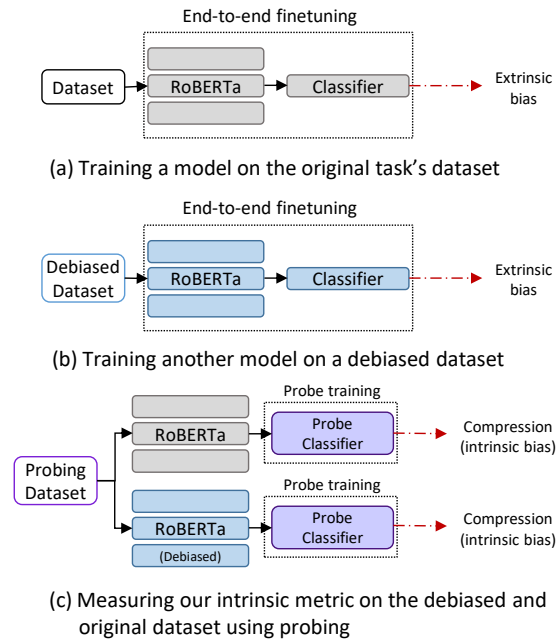 End-to-end finetuning
Dataset
RoBERTa
Classifier
Extrinsic
bias
(a) Training a model on the original task's dataset
End-to-end finetuning
Debiased
Dataset
RoBERTa
Classifier
Extrinsic
bias
(b) Training another model on a debiased dataset
Probe training
Probing
Dataset
RoBERTa
Probe
Classifier
Compression
(intrinsic bias)
Probe training
RoBERTa
(Debiased)
Probe
Classifier
Compression
(intrinsic bias)
(c) Measuring our intrinsic metric on the debiased and
original dataset using probing